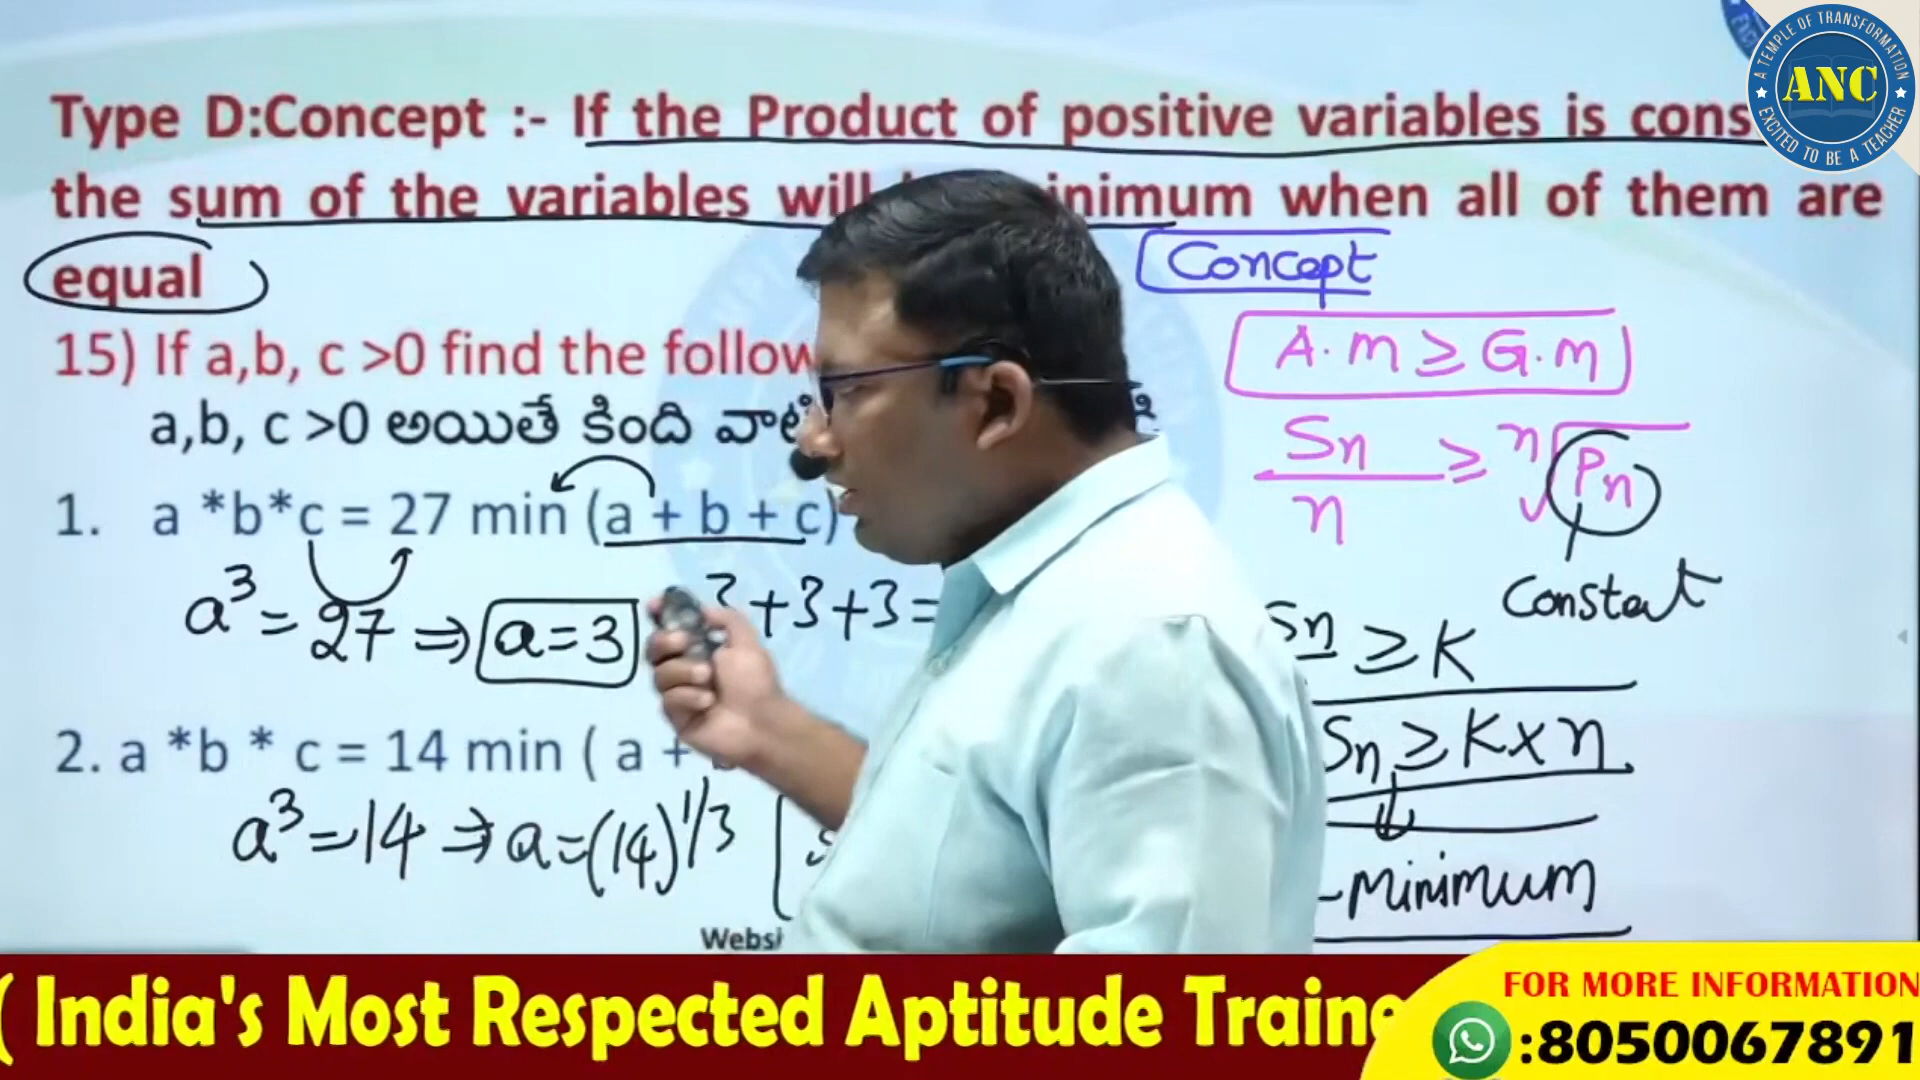 Type D:Concept :- If the Product of positive variables is cons
the sum of the variables will inimum when all of them are
equal
Concept
15) If a,b, c >0 find the follow
A.m ≥ G.m
a,b, c >0 అయితే కింది వాటి
Sn/n ≥ ⁿ√Pn
1. a *b*c = 27 min (a + b + c)
Constant
a³ = 27 ⇒ a=3 3+3+3=
Sn ≥ K
Sn ≥ K×n
2. a *b * c = 14 min ( a +
a³ = 14 ⇒ a=(14)^1/3
-Minimum
Websi
A TEMPLE OF TRANSFORMATION
ANC
EXCITED TO BE A TEACHER
( India's Most Respected Aptitude Traine
FOR MORE INFORMATION
:8050067891